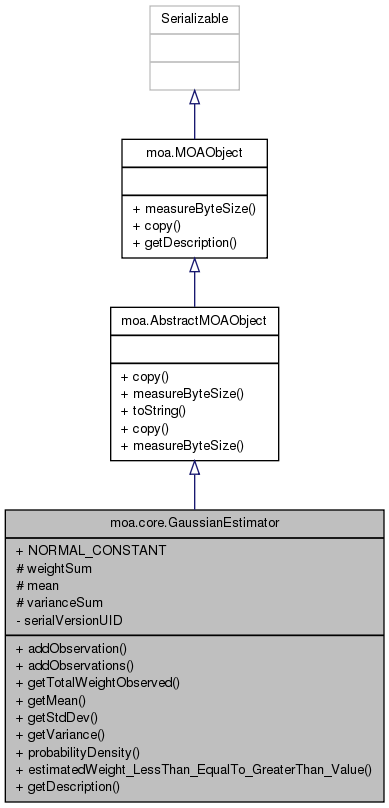 Serializable
moa.MOAObject
+ measureByteSize()
+ copy()
+ getDescription()
moa.AbstractMOAObject
+ copy()
+ measureByteSize()
+ toString()
+ copy()
+ measureByteSize()
moa.core.GaussianEstimator
+ NORMAL_CONSTANT
# weightSum
# mean
# varianceSum
- serialVersionUID
+ addObservation()
+ addObservations()
+ getTotalWeightObserved()
+ getMean()
+ getStdDev()
+ getVariance()
+ probabilityDensity()
+ estimatedWeight_LessThan_EqualTo_GreaterThan_Value()
+ getDescription()